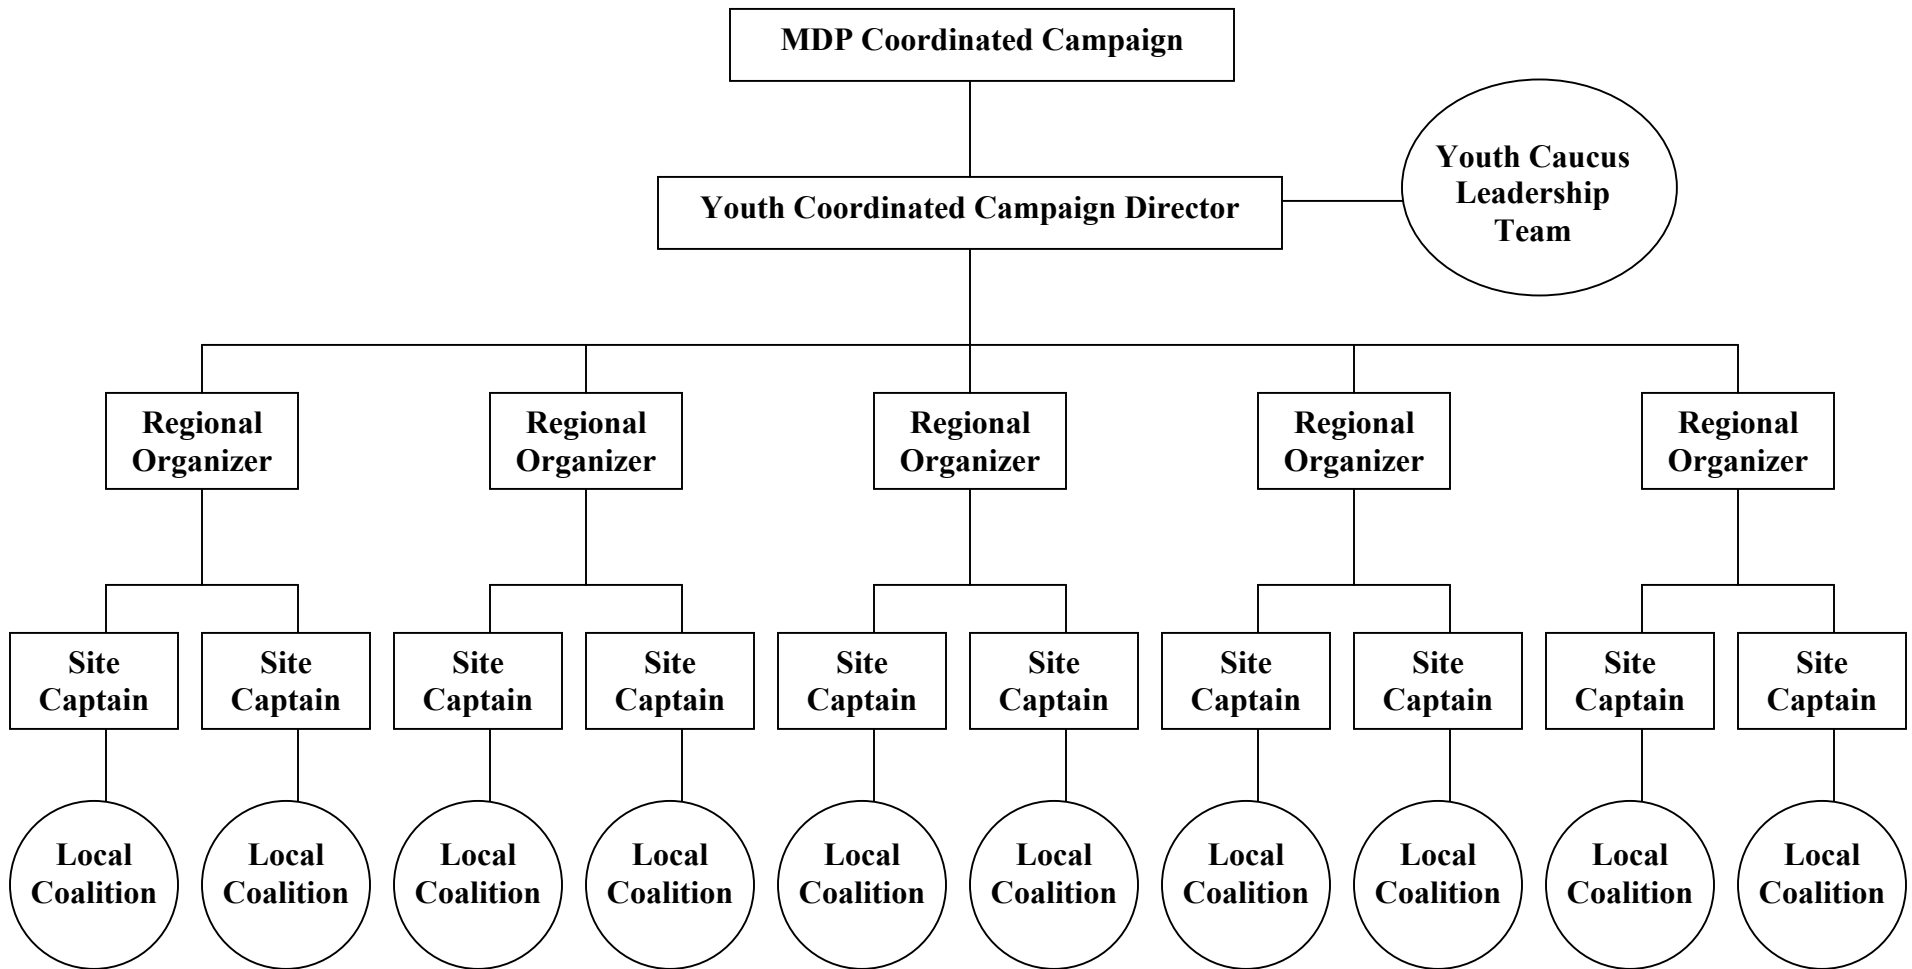 MDP Coordinated Campaign
Youth Caucus
Leadership
Team
Youth Coordinated Campaign Director
Regional
Organizer
Regional
Organizer
Regional
Organizer
Regional
Organizer
Regional
Organizer
Site
Captain
Site
Captain
Site
Captain
Site
Captain
Site
Captain
Site
Captain
Site
Captain
Site
Captain
Site
Captain
Site
Captain
Local
Coalition
Local
Coalition
Local
Coalition
Local
Coalition
Local
Coalition
Local
Coalition
Local
Coalition
Local
Coalition
Local
Coalition
Local
Coalition